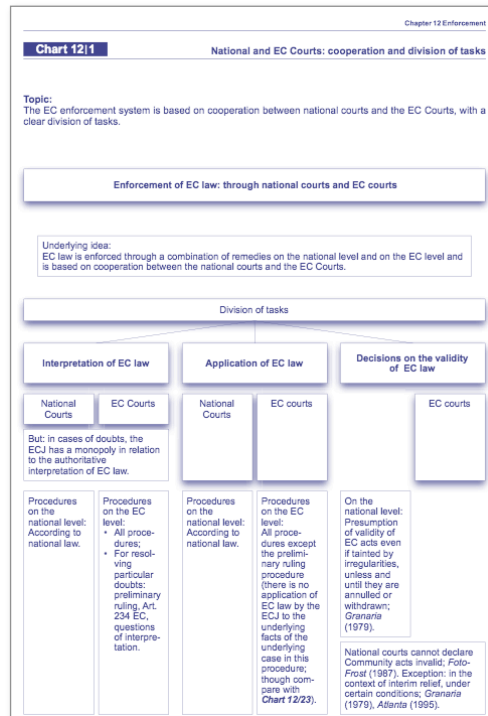 Chapter 12 Enforcement
Chart 12|1
National and EC Courts: cooperation and division of tasks
Topic:
The EC enforcement system is based on cooperation between national courts and the EC Courts, with a
clear division of tasks.
Enforcement of EC law: through national courts and EC courts
Underlying idea:
EC law is enforced through a combination of remedies on the national level and on the EC level and
is based on cooperation between the national courts and the EC Courts.
Division of tasks
Interpretation of EC law
Application of EC law
Decisions on the validity
of EC law
National
Courts
EC Courts
But: in cases of doubts, the
ECJ has a monopoly in relation
to the authoritative
interpretation of EC law.
National
Courts
EC courts
EC courts
Procedures
on the
national level:
According to
national law.
Procedures
on the EC
level:
• All proce-
dures;
• For resol-
ving
particular
doubts:
preliminary
ruling, Art.
234 EC,
questions
of interpre-
tation.
Procedures
on the
national level:
According to
national law.
Procedures
on the EC
level:
All proce-
dures except
the prelimi-
nary ruling
procedure
(there is no
application of
EC law by the
ECJ to the
underlying
facts of the
underlying
case in this
procedure;
though com-
pare with
Chart 12/23).
On the
national level:
Presumption
of validity of
EC acts even
if tainted by
irregularities,
unless and
until they are
annulled or
withdrawn;
Granaria
(1979).
National courts cannot declare
Community acts invalid; Foto-
Frost (1987). Exception: in the
context of interim relief, under
certain conditions; Granaria
(1979), Atlanta (1995).